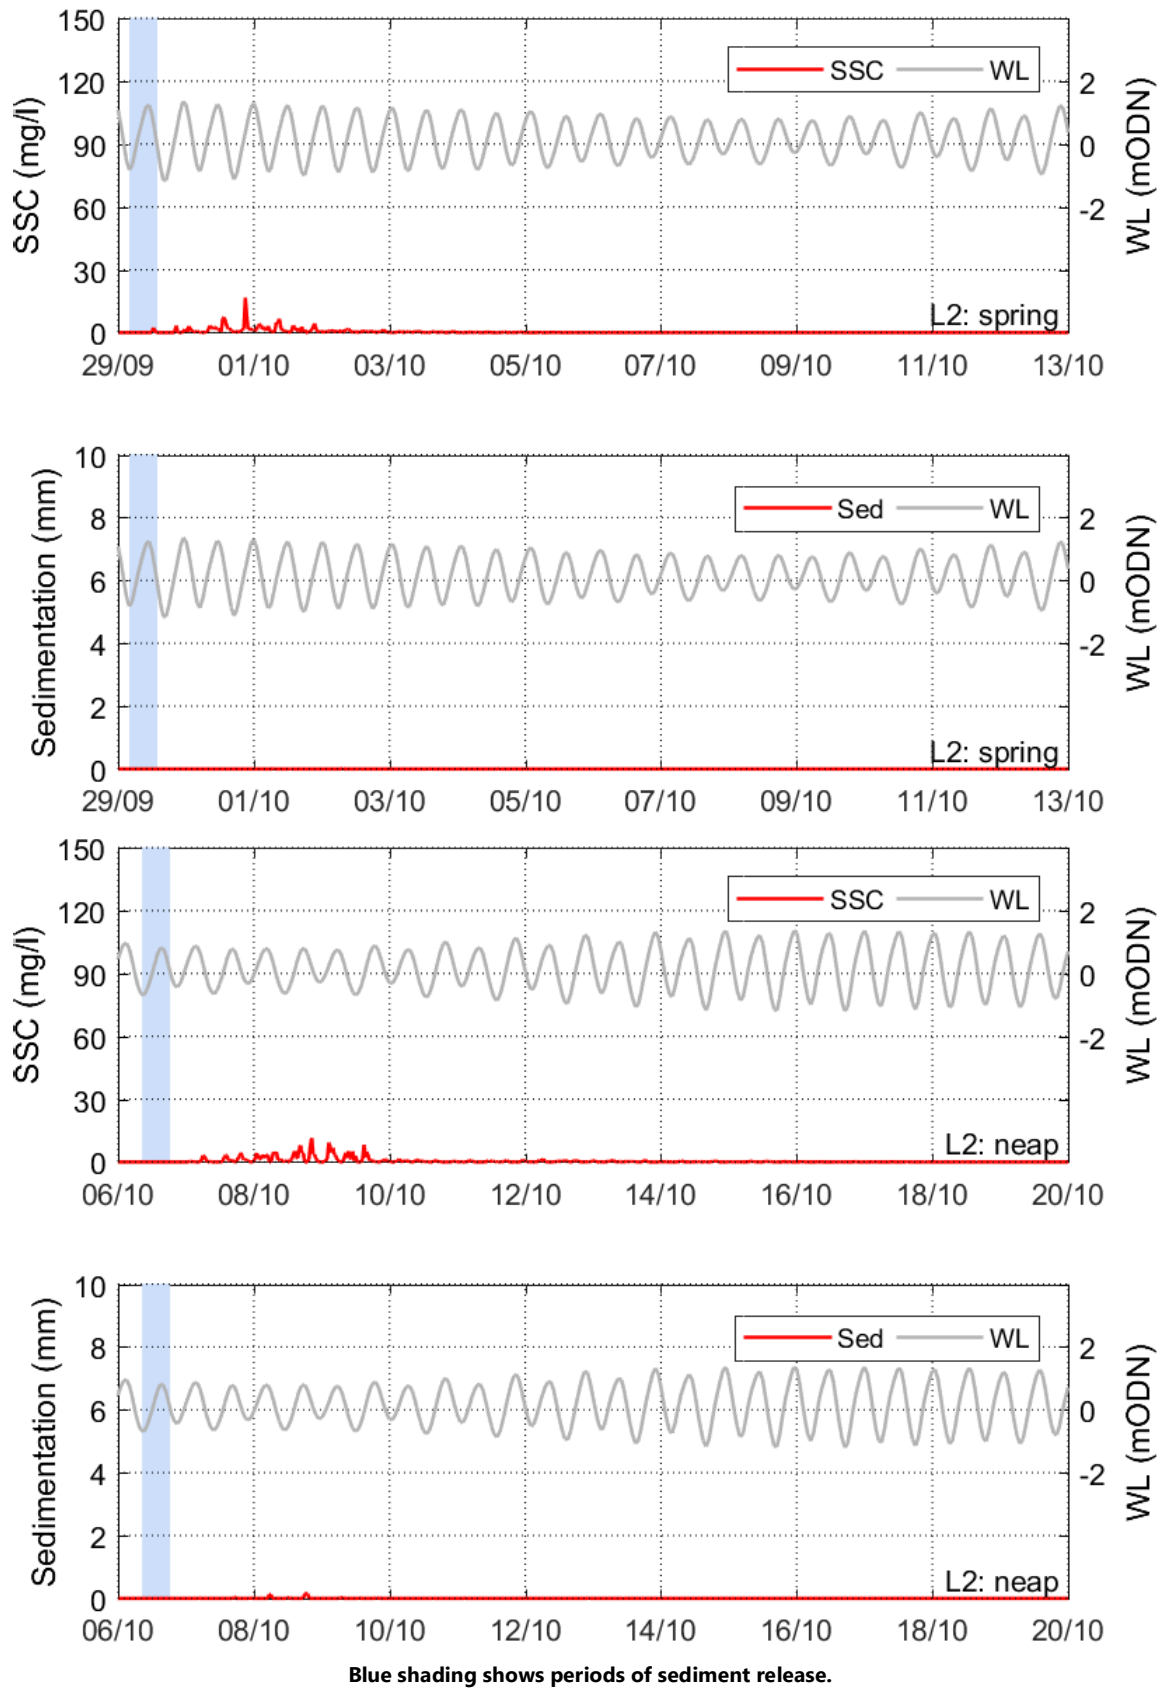 150
120
90
60
30
0
SSC (mg/l)
SSC WL
2
0
-2
WL (mODN)
L2: spring
29/09 01/10 03/10 05/10 07/10 09/10 11/10 13/10
10
8
6
4
2
0
Sedimentation (mm)
Sed WL
2
0
-2
WL (mODN)
L2: spring
29/09 01/10 03/10 05/10 07/10 09/10 11/10 13/10
150
120
90
60
30
0
SSC (mg/l)
SSC WL
2
0
-2
WL (mODN)
L2: neap
06/10 08/10 10/10 12/10 14/10 16/10 18/10 20/10
10
8
6
4
2
0
Sedimentation (mm)
Sed WL
2
0
-2
WL (mODN)
L2: neap
06/10 08/10 10/10 12/10 14/10 16/10 18/10 20/10
Blue shading shows periods of sediment release.